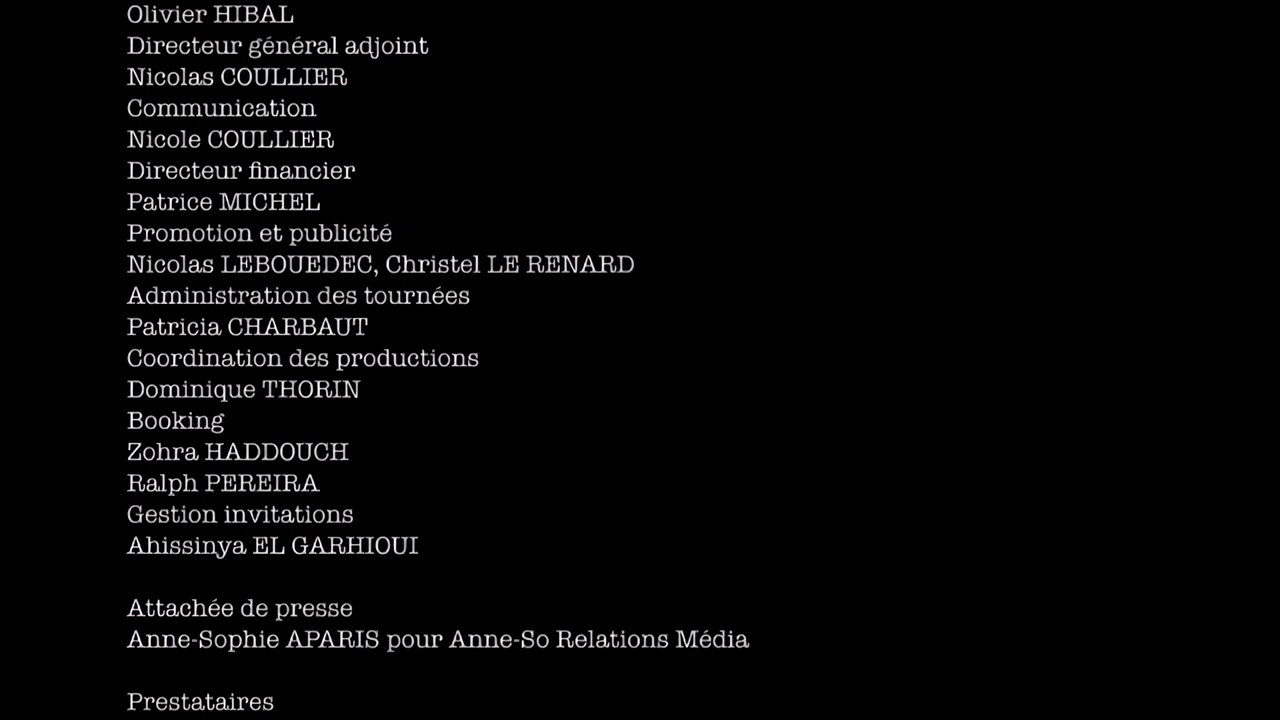 Olivier HIBAL
Directeur général adjoint
Nicolas COULLIER
Communication
Nicole COULLIER
Directeur financier
Patrice MICHEL
Promotion et publicité
Nicolas LEBOUEDEC, Christel LE RENARD
Administration des tournées
Patricia CHARBAUT
Coordination des productions
Dominique THORIN
Booking
Zohra HADDOUCH
Ralph PEREIRA
Gestion invitations
Ahissinya EL GARHIOUI
Attachée de presse
Anne-Sophie APARIS pour Anne-So Relations Média
Prestataires